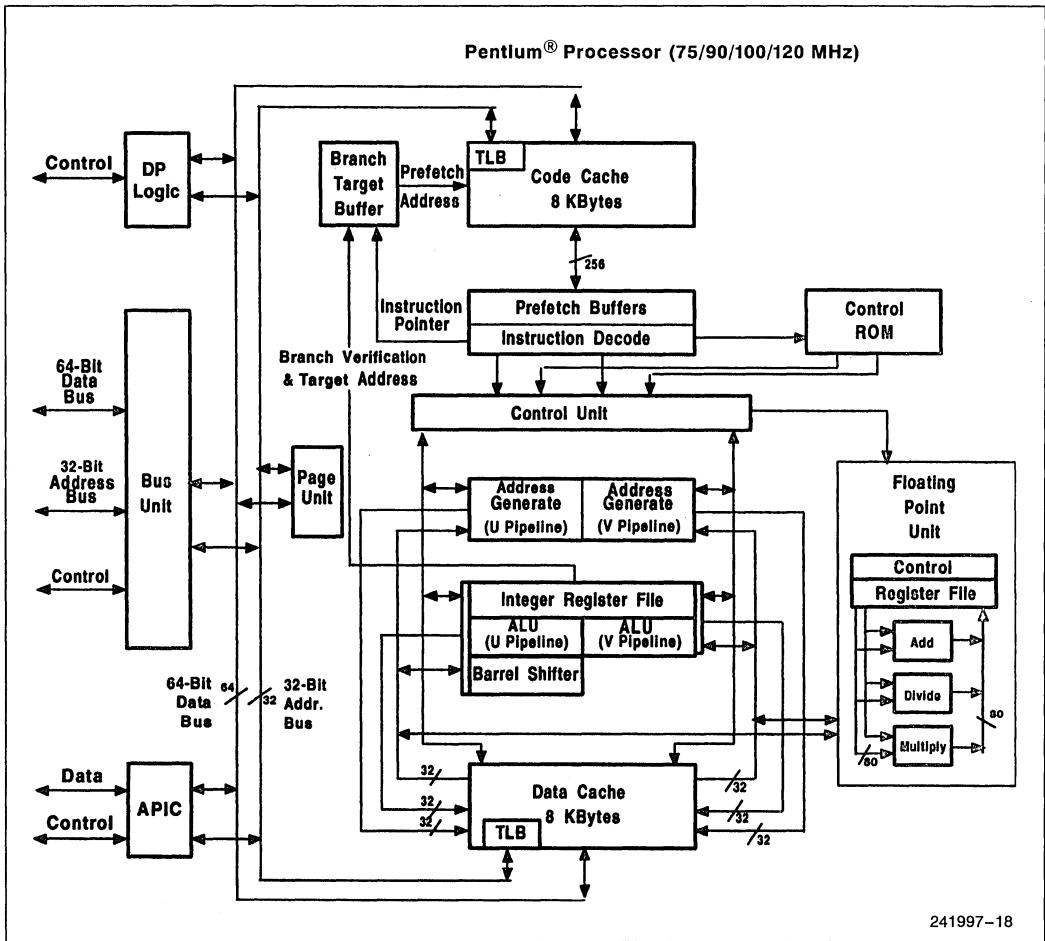 Pentium® Processor (75/90/100/120 MHz)
Control
DP
Logic
Branch
Target
Buffer
Prefetch
Address
TLB
Code Cache
8 KBytes
256
Instruction
Pointer
Prefetch Buffers
Instruction Decode
Control
ROM
Branch Verification
& Target Address
Control Unit
64-Bit
Data
Bus
32-Bit
Address
Bus
Control
Bus
Unit
Page
Unit
Address
Generate
(U Pipeline)
Address
Generate
(V Pipeline)
Floating
Point
Unit
Control
Register File
Add
Divide
Multiply
80
80
Integer Register File
ALU
(U Pipeline)
ALU
(V Pipeline)
Barrel Shifter
64-Bit
Data
Bus
64
32
32-Bit
Addr.
Bus
Data
Control
APIC
32
32
32
Data Cache
8 KBytes
TLB
32
32
32
241997-18